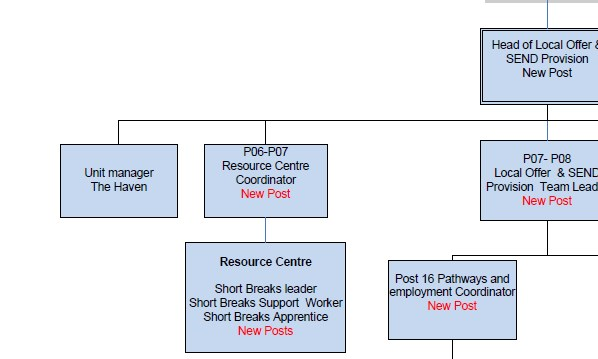 Head of Local Offer &
SEND Provision
New Post
Unit manager
The Haven
P06-P07
Resource Centre
Coordinator
New Post
P07- P08
Local Offer & SEND
Provision Team Lead
New Post
Resource Centre
Short Breaks leader
Short Breaks Support Worker
Short Breaks Apprentice
New Posts
Post 16 Pathways and
employment Coordinator
New Post